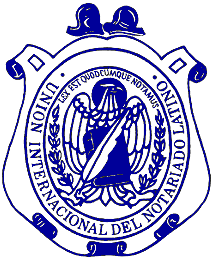 LEX EST QUODCUMQUE NOTAMUS
UNION INTERNACIONAL DEL NOTARIADO LATINO